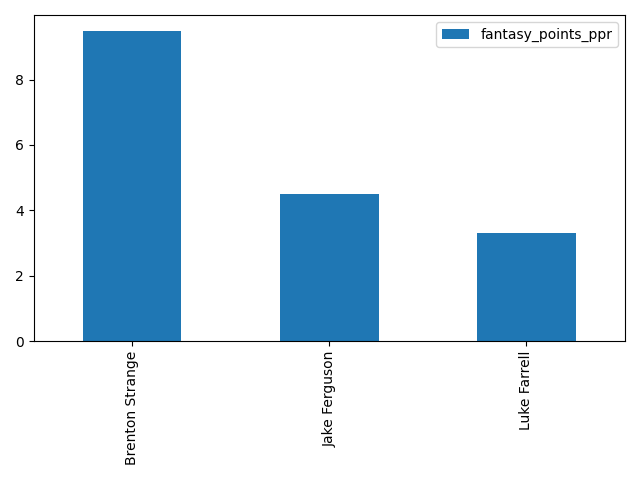 fantasy_points_ppr
8
6
4
2
0
Brenton Strange
Jake Ferguson
Luke Farrell